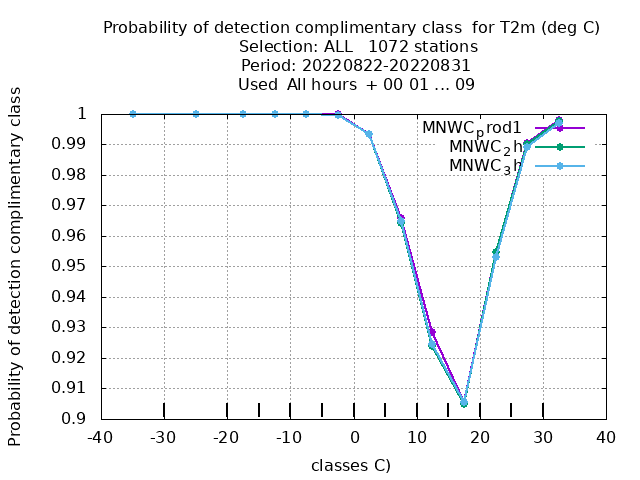 Probability of detection complimentary class  for T2m (deg C)
Selection: ALL   1072 stations
Period: 20220822-20220831
Used  All hours  + 00 01 ... 09
Probability of detection complimentary class
1
0.99
0.98
0.97
0.96
0.95
0.94
0.93
0.92
0.91
0.9
MNWCprod1
MNWC2h
MNWC3h
-40 -30 -20 -10 0 10 20 30 40
classes C)